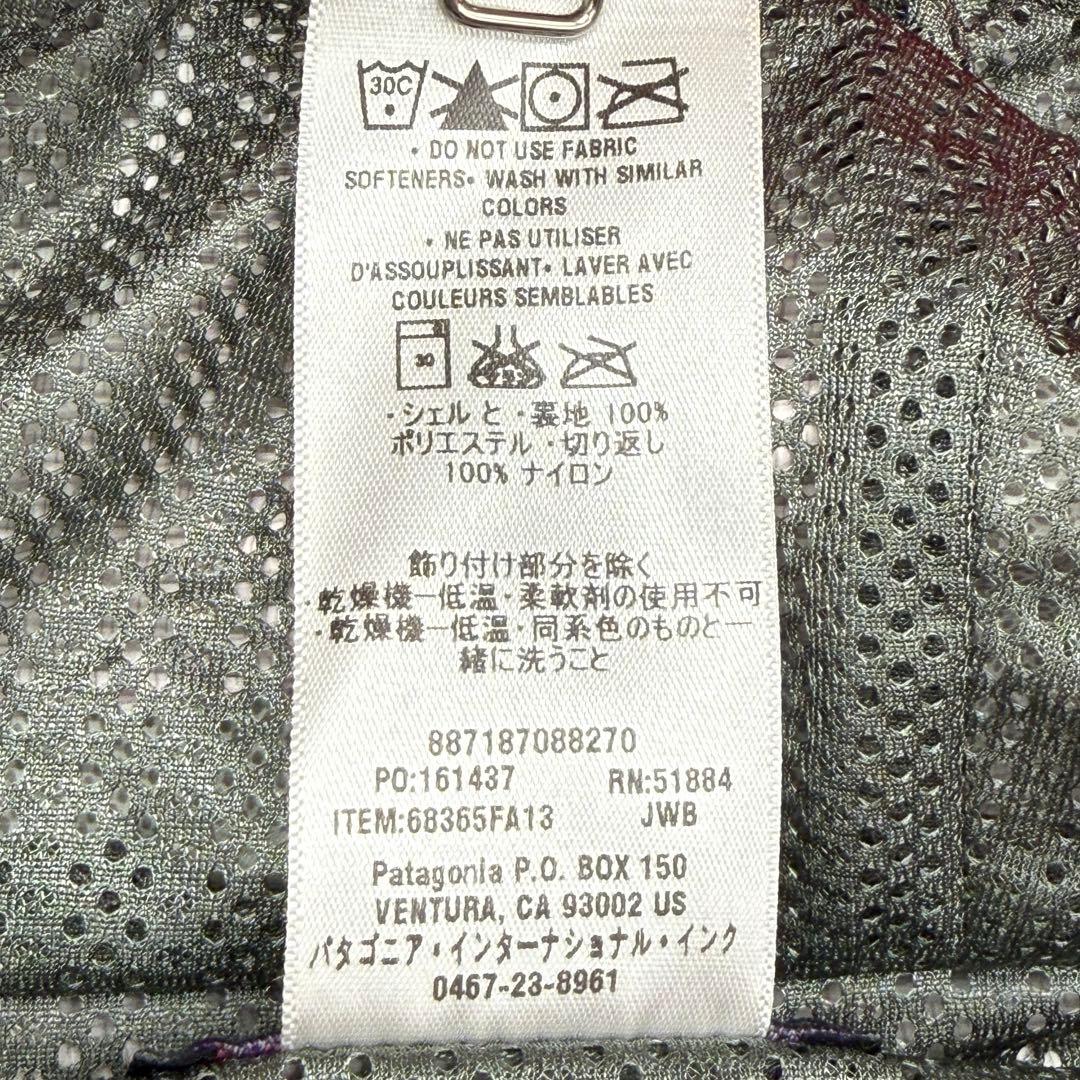 30C
• DO NOT USE FABRIC
SOFTENERS• WASH WITH SIMILAR
COLORS
• NE PAS UTILISER
D'ASSOUPLISSANT• LAVER AVEC
COULEURS SEMBLABLES
30
・シェル と ・裏地 100%
ポリエステル ・切り返し
100% ナイロン
飾り付け部分を除く
・乾燥機ー低温・柔軟剤の使用不可
・乾燥機ー低温・同系色のものと一
緒に洗うこと
887187088270
PO:161437 RN:51884
ITEM:68365FA13 JWB
Patagonia P.O. BOX 150
VENTURA, CA 93002 US
パタゴニア・インターナショナル・インク
0467-23-8961